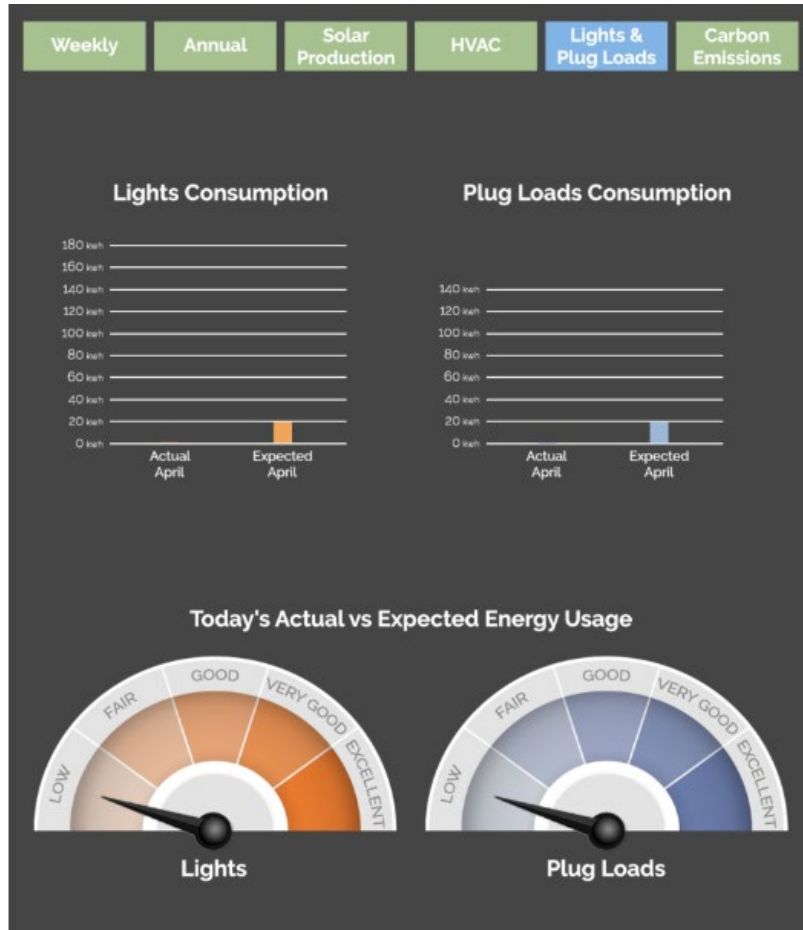 Weekly
Annual
Solar
Production
HVAC
Lights &
Plug Loads
Carbon
Emissions
Lights Consumption
180 kwh
160 kwh
140 kwh
120 kwh
100 kwh
80 kwh
60 kwh
40 kwh
20 kwh
0 kwh
Actual
April
Expected
April
Plug Loads Consumption
140 kwh
120 kwh
100 kwh
80 kwh
60 kwh
40 kwh
20 kwh
0 kwh
Actual
April
Expected
April
Today's Actual vs Expected Energy Usage
LOW
FAIR
GOOD
VERY GOOD
EXCELLENT
Lights
LOW
FAIR
GOOD
VERY GOOD
EXCELLENT
Plug Loads